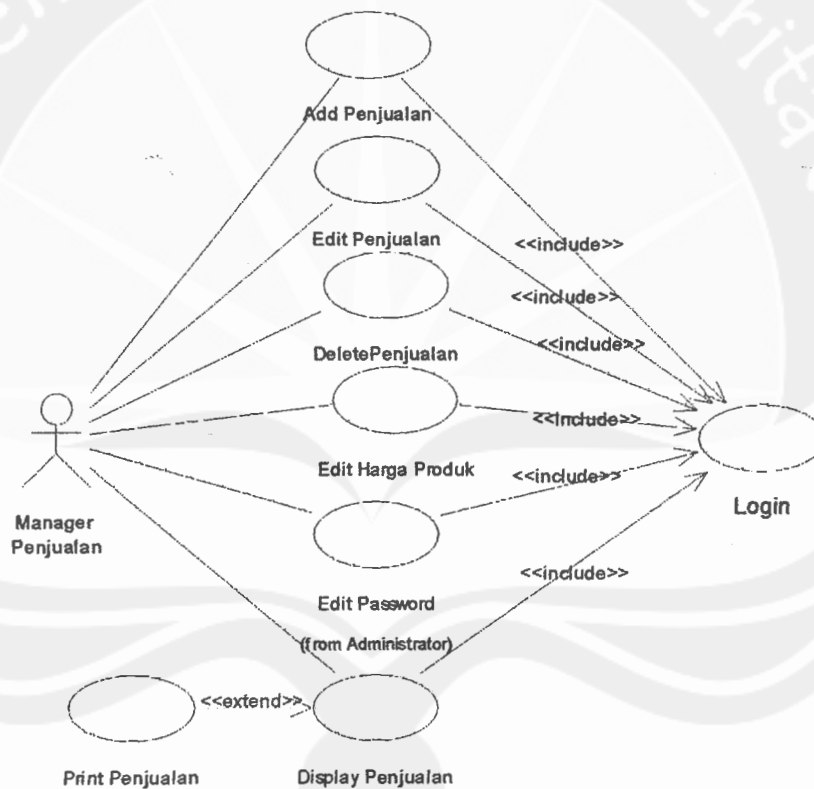 Add Penjualan
Edit Penjualan
<<include>>
<<include>>
DeletePenjualan
<<include>>
<<include>>
Edit Harga Produk
<<include>>
Manager
Penjualan
Login
Edit Password
(from Administrator)
<<include>>
<<extend>>
Print Penjualan
Display Penjualan